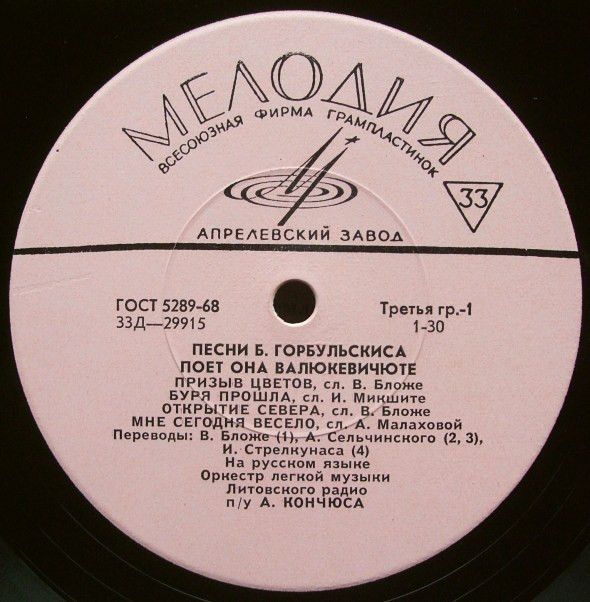 МЕЛОДИЯ
ВСЕСОЮЗНАЯ ФИРМА ГРАМПЛАСТИНОК
33
АПРЕЛЕВСКИЙ ЗАВОД
ГОСТ 5289-68 Третья гр.-1
33Д—29915 1-30
ПЕСНИ Б. ГОРБУЛЬСКИСА
ПОЕТ ОНА ВАЛЮКЕВИЧЮТЕ
ПРИЗЫВ ЦВЕТОВ, сл. В. Бложе
БУРЯ ПРОШЛА, сл. И. Микшите
ОТКРЫТИЕ СЕВЕРА, сл. В. Бложе
МНЕ СЕГОДНЯ ВЕСЕЛО, сл. А. Малаховой
Переводы: В. Бложе (1), А. Сельчинского (2, 3),
И. Стрелкунаса (4)
На русском языке
Оркестр легкой музыки
Литовского радио
п/у А. КОНЧЮСА